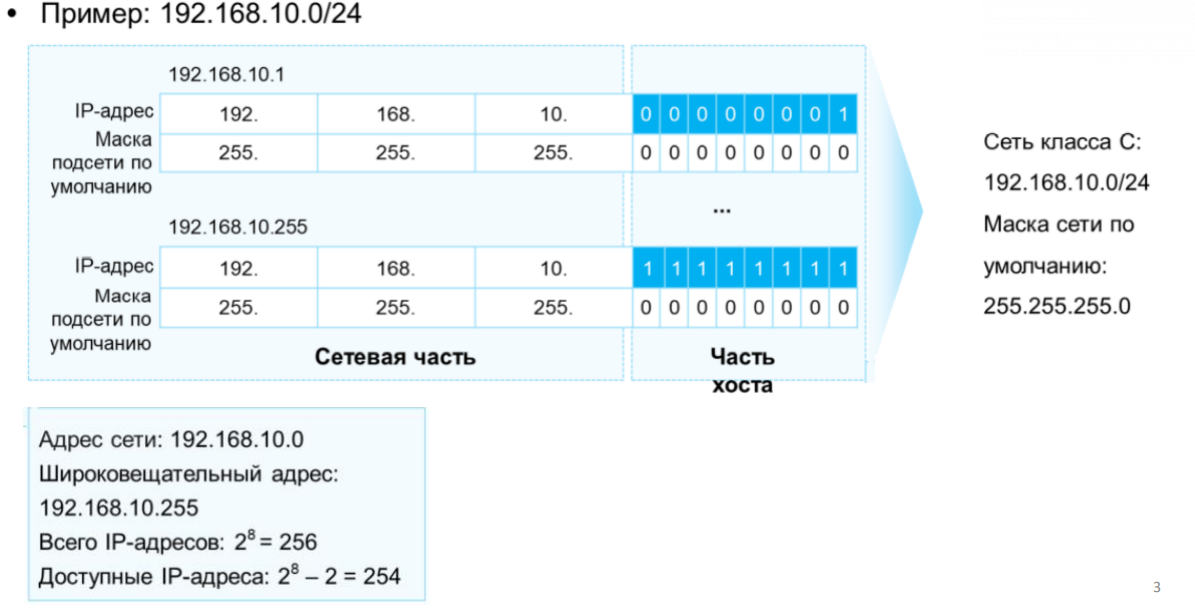 • Пример: 192.168.10.0/24
192.168.10.1
IP-адрес 192. 168. 10. 0 0 0 0 0 0 0 1
Маска подсети по умолчанию 255. 255. 255. 0 0 0 0 0 0 0 0
...
192.168.10.255
IP-адрес 192. 168. 10. 1 1 1 1 1 1 1 1
Маска подсети по умолчанию 255. 255. 255. 0 0 0 0 0 0 0 0
Сетевая часть
Часть
хоста
Сеть класса C:
192.168.10.0/24
Маска сети по
умолчанию:
255.255.255.0
Адрес сети: 192.168.10.0
Широковещательный адрес:
192.168.10.255
Всего IP-адресов: 2⁸ = 256
Доступные IP-адреса: 2⁸ – 2 = 254
3